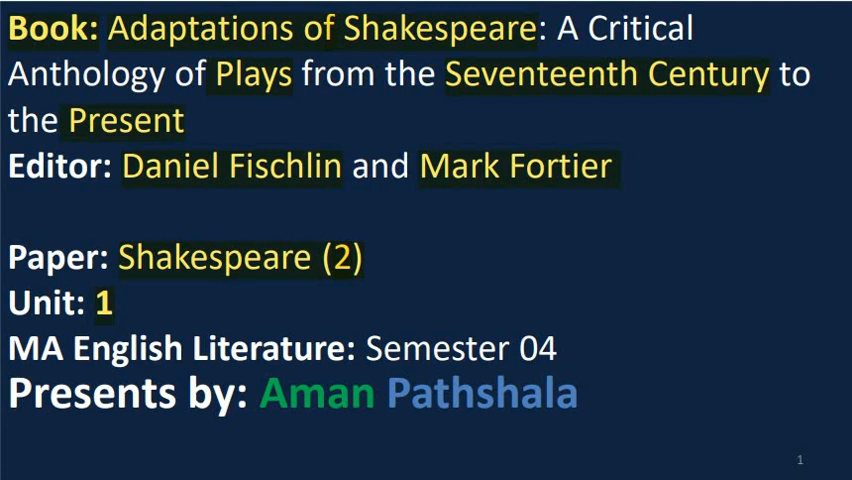 Book: Adaptations of Shakespeare: A Critical
Anthology of Plays from the Seventeenth Century to
the Present
Editor: Daniel Fischlin and Mark Fortier
Paper: Shakespeare (2)
Unit: 1
MA English Literature: Semester 04
Presents by: Aman Pathshala
1